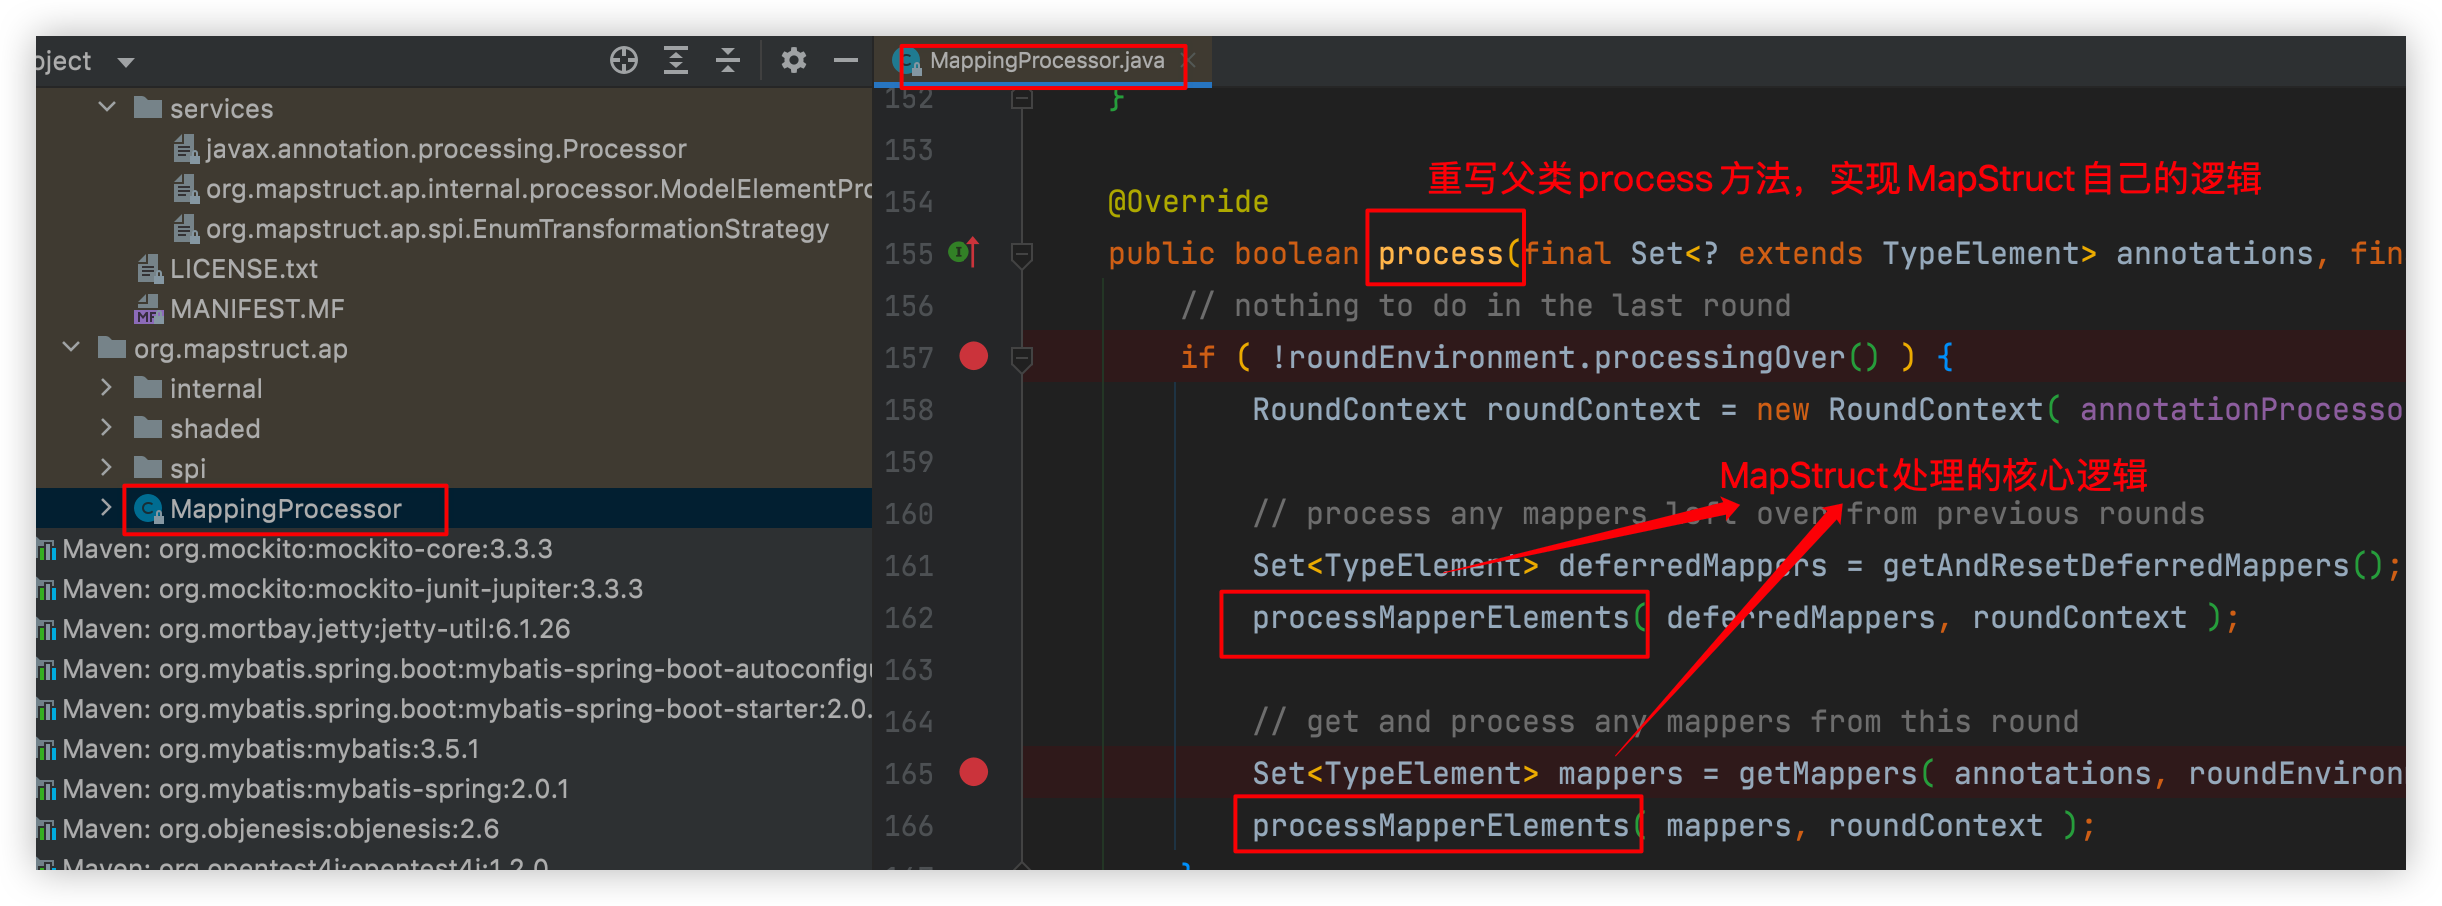 oject
services
javax.annotation.processing.Processor
org.mapstruct.ap.internal.processor.ModelElementPro
org.mapstruct.ap.spi.EnumTransformationStrategy
LICENSE.txt
MANIFEST.MF
org.mapstruct.ap
internal
shaded
spi
MappingProcessor
Maven: org.mockito:mockito-core:3.3.3
Maven: org.mockito:mockito-junit-jupiter:3.3.3
Maven: org.mortbay.jetty:jetty-util:6.1.26
Maven: org.mybatis.spring.boot:mybatis-spring-boot-autoconfigu
Maven: org.mybatis.spring.boot:mybatis-spring-boot-starter:2.0.
Maven: org.mybatis:mybatis:3.5.1
Maven: org.mybatis:mybatis-spring:2.0.1
Maven: org.objenesis:objenesis:2.6
Maven: org.opentest4j:opentest4j:1.2.0
MappingProcessor.java
152 }
153
重写父类process方法，实现MapStruct自己的逻辑
154 @Override
155 public boolean process(final Set<? extends TypeElement> annotations, fin
156 // nothing to do in the last round
157 if ( !roundEnvironment.processingOver() ) {
158 RoundContext roundContext = new RoundContext( annotationProcesso
159
MapStruct处理的核心逻辑
160 // process any mappers left over from previous rounds
161 Set<TypeElement> deferredMappers = getAndResetDeferredMappers();
162 processMapperElements( deferredMappers, roundContext );
163
164 // get and process any mappers from this round
165 Set<TypeElement> mappers = getMappers( annotations, roundEnviron
166 processMapperElements( mappers, roundContext );
167 }